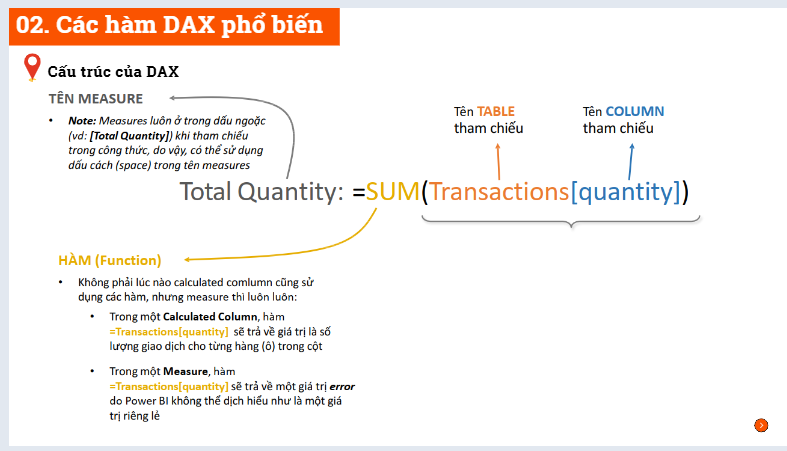 02. Các hàm DAX phổ biến
Cấu trúc của DAX
TÊN MEASURE
• Note: Measures luôn ở trong dấu ngoặc
(vd: [Total Quantity]) khi tham chiếu
trong công thức, do vậy, có thể sử dụng
dấu cách (space) trong tên measures
Tên TABLE
tham chiếu
Tên COLUMN
tham chiếu
Total Quantity: =SUM(Transactions[quantity])
HÀM (Function)
• Không phải lúc nào calculated comlumn cũng sử
dụng các hàm, nhưng measure thì luôn luôn:
• Trong một Calculated Column, hàm
=Transactions[quantity] sẽ trả về giá trị là số
lượng giao dịch cho từng hàng (ô) trong cột
• Trong một Measure, hàm
=Transactions[quantity] sẽ trả về một giá trị error
do Power BI không thể dịch hiểu như là một giá
trị riêng lẻ